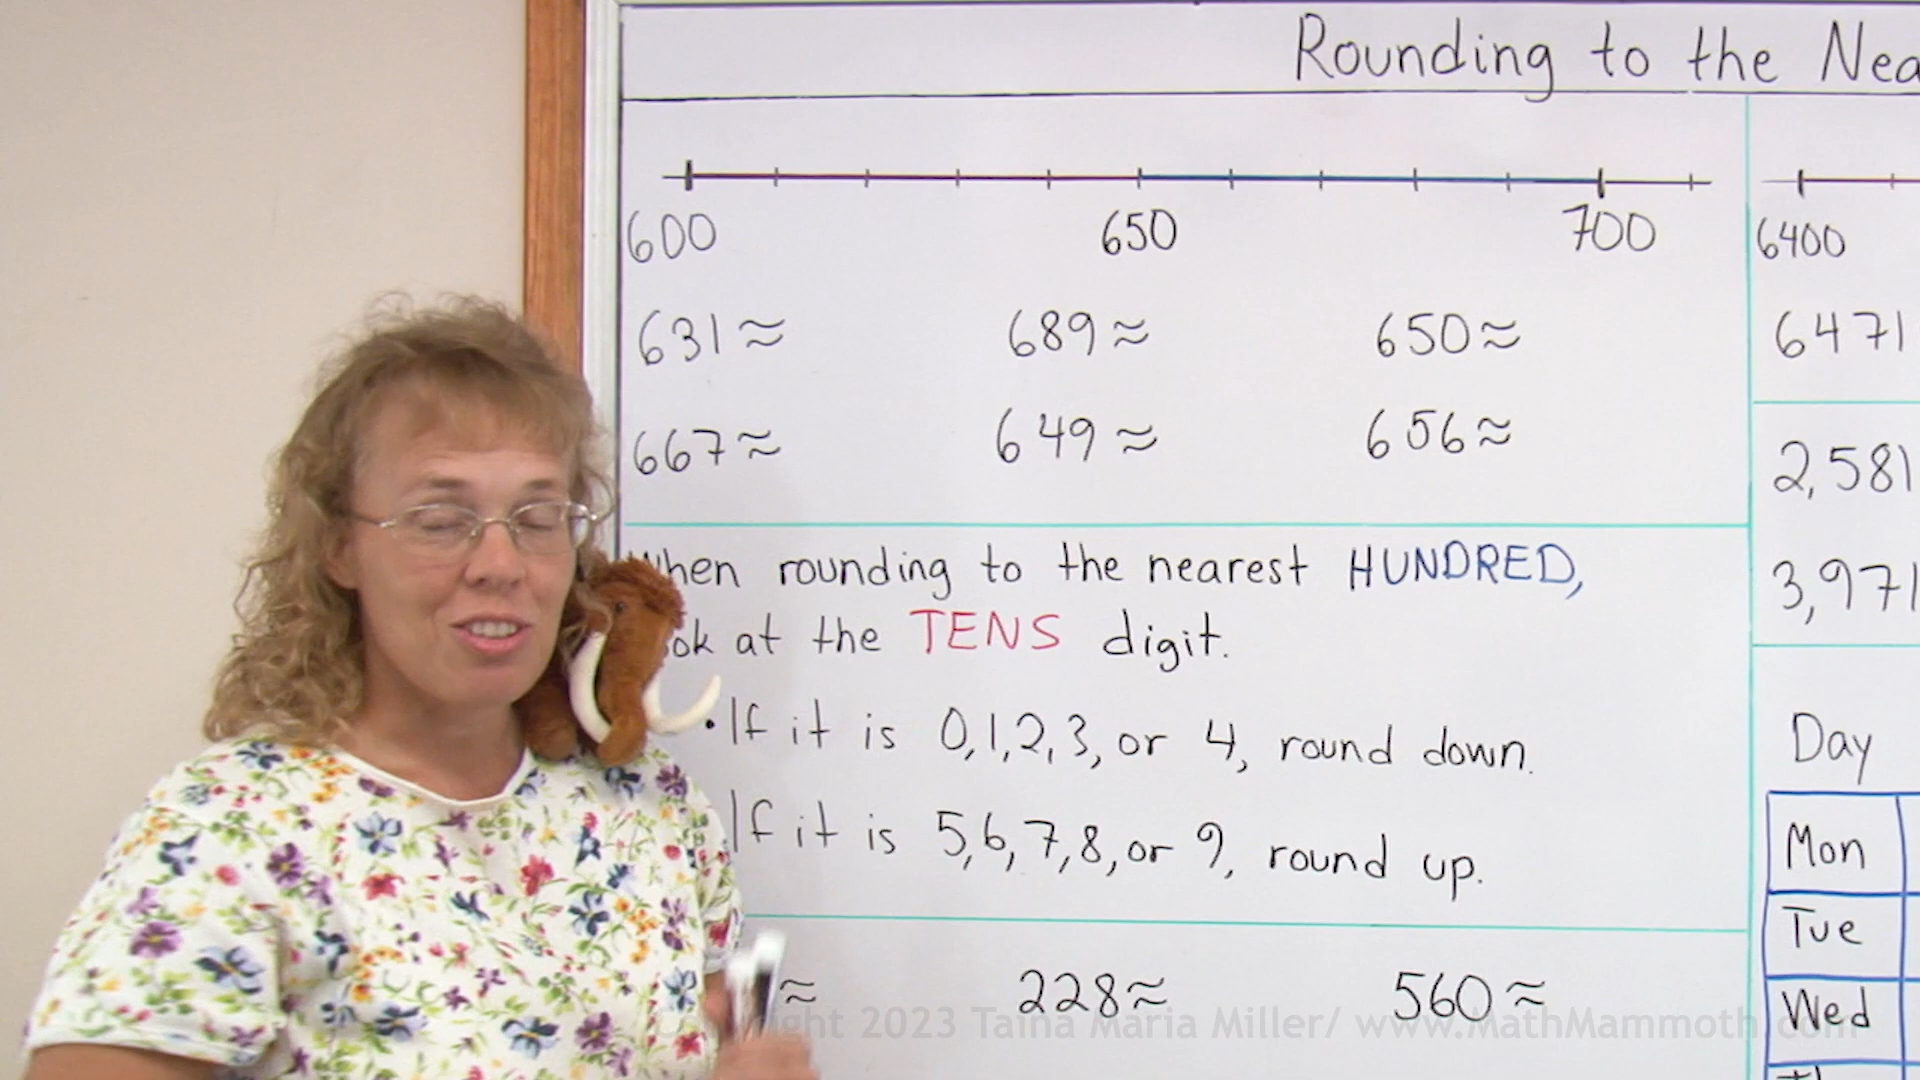 Rounding to the Nea
600 650 700
631≈ 689≈ 650≈
667≈ 649≈ 656≈
hen rounding to the nearest HUNDRED,
ok at the TENS digit.
• If it is 0,1,2,3, or 4, round down.
If it is 5,6,7,8, or 9, round up.
≈ 228≈ 560≈
6400
6471
2,581
3,971
Day
Mon
Tue
Wed
Copyright 2023 Taina Maria Miller/ www.MathMammoth.com